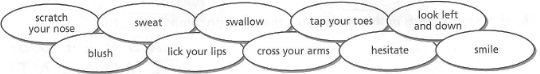 scratch
your nose
sweat
swallow
tap your toes
look left
and down
blush
lick your lips
cross your arms
hesitate
smile